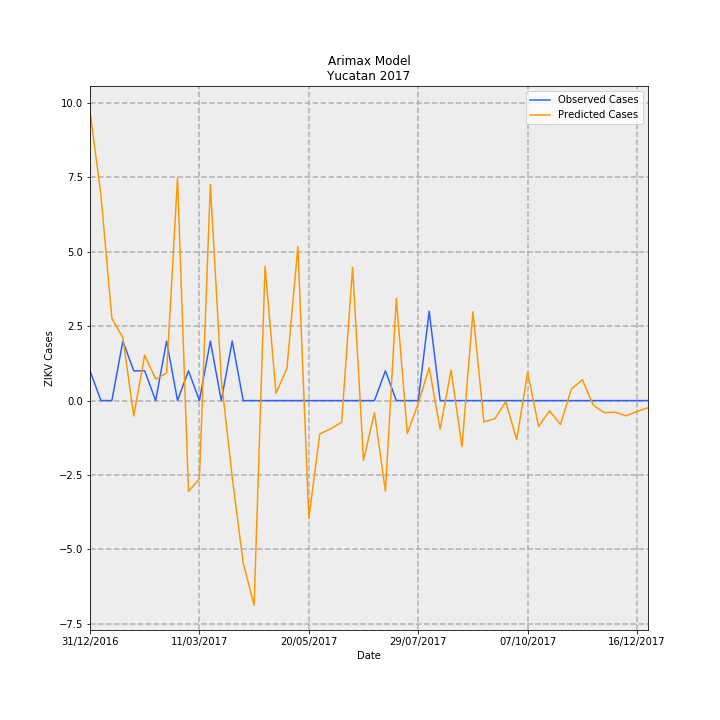 Arimax Model
Yucatan 2017
Observed Cases
Predicted Cases
10.0
7.5
5.0
2.5
0.0
−2.5
−5.0
−7.5
ZIKV Cases
31/12/2016 11/03/2017 20/05/2017 29/07/2017 07/10/2017 16/12/2017
Date